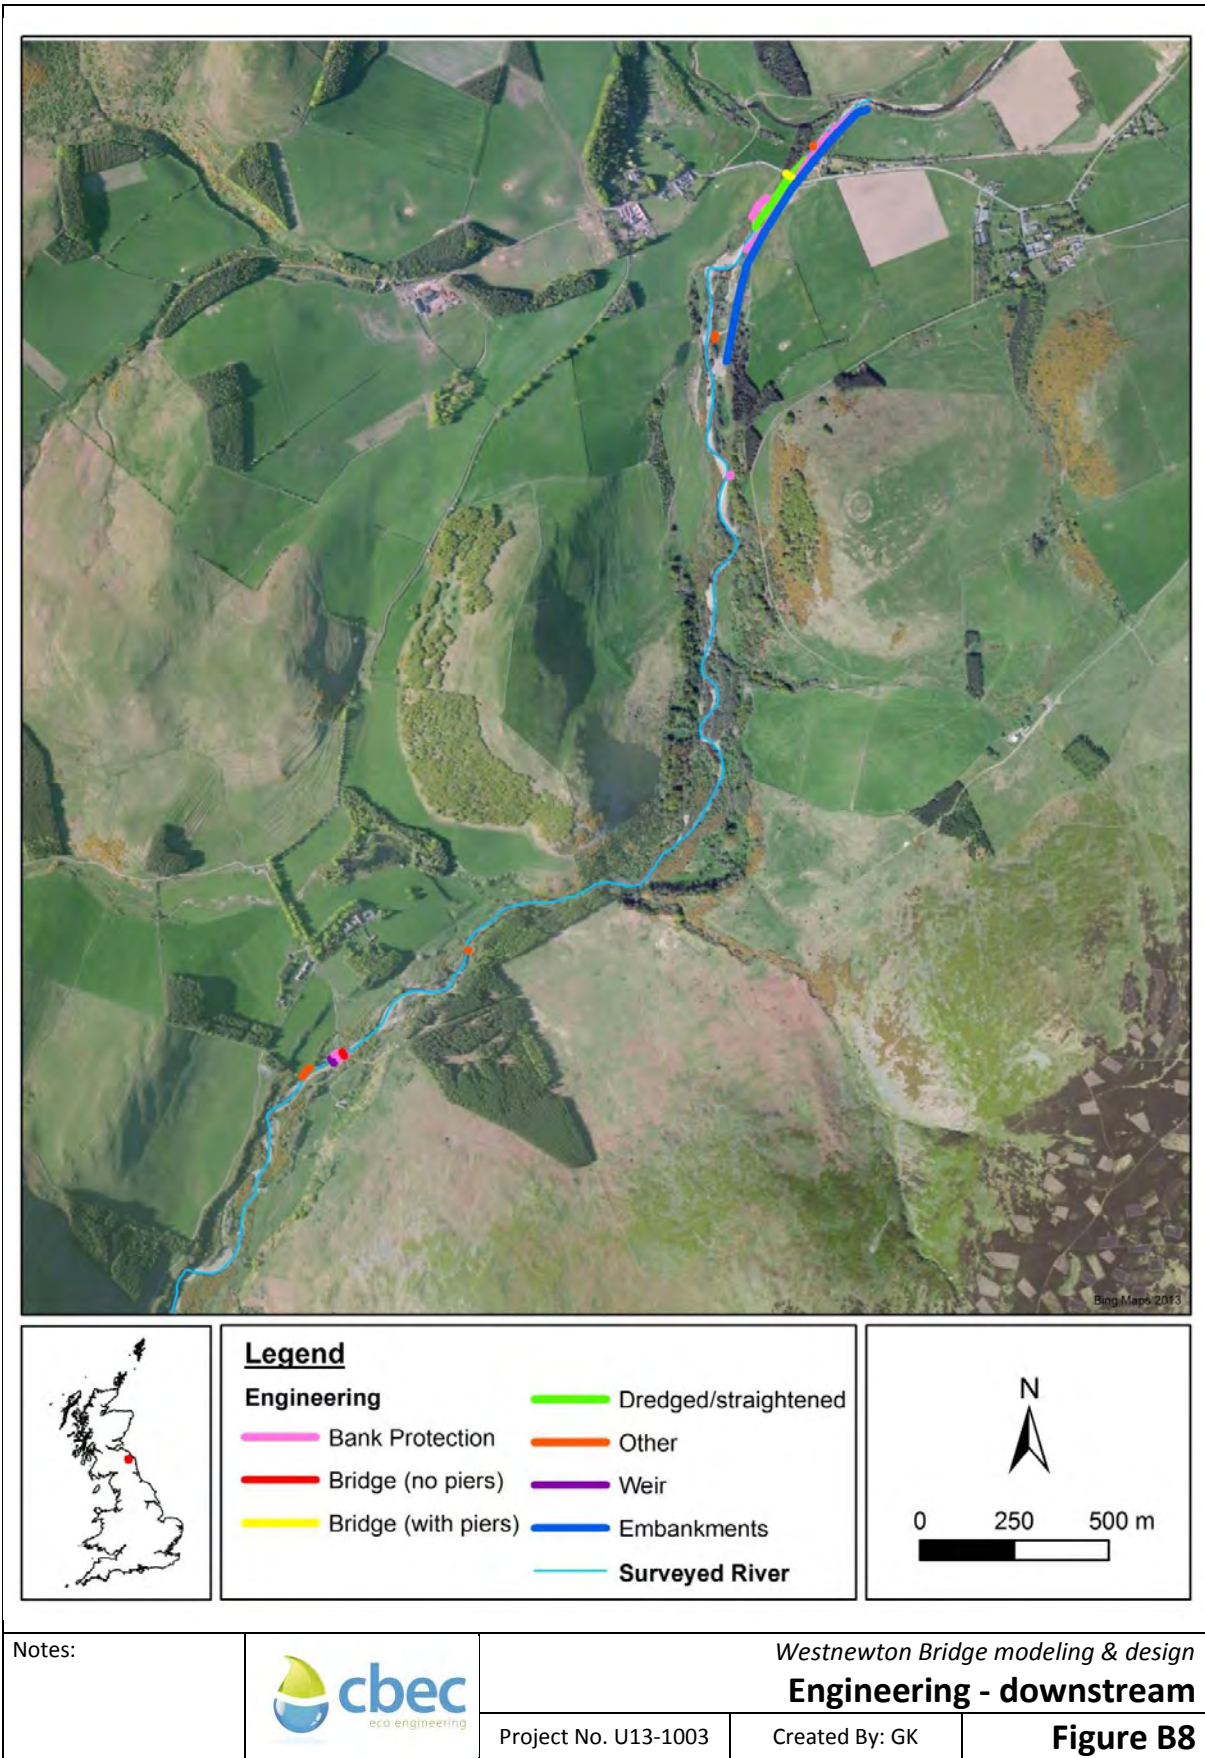 Bing Maps 2013
Legend
Engineering
Bank Protection
Bridge (no piers)
Bridge (with piers)
Dredged/straightened
Other
Weir
Embankments
Surveyed River
N
0 250 500 m
Notes:
cbec
eco engineering
Westnewton Bridge modeling & design
Engineering - downstream
Project No. U13-1003
Created By: GK
Figure B8